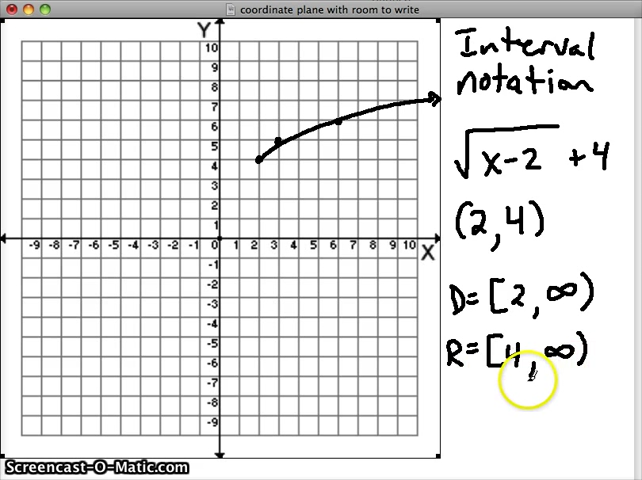 coordinate plane with room to write
Y
10
9
8
7
6
5
4
3
2
1
-9 -8 -7 -6 -5 -4 -3 -2 -1 0 1 2 3 4 5 6 7 8 9 10
X
-1
-2
-3
-4
-5
-6
-7
-8
-9
Interval
notation
√x-2 +4
(2,4)
D=[2,∞)
R=[4,∞)
Screencast-O-Matic.com